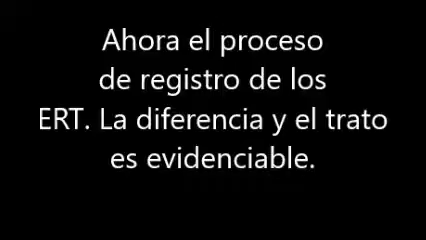 Ahora el proceso
de registro de los
ERT. La diferencia y el trato
es evidenciable.